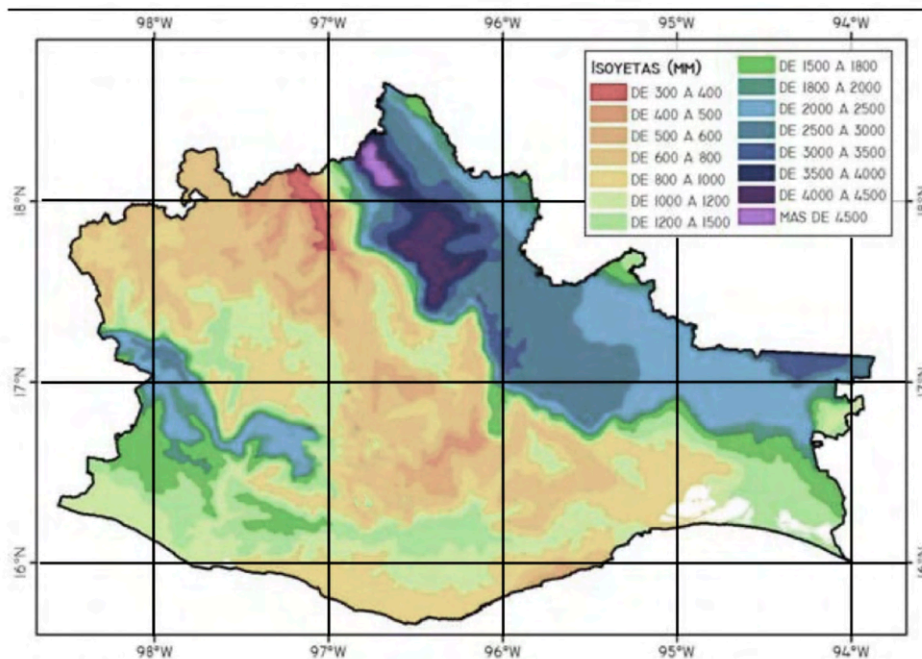 98°W 97°W 96°W 95°W 94°W
ISOYETAS (MM)
DE 300 A 400
DE 400 A 500
DE 500 A 600
DE 600 A 800
DE 800 A 1000
DE 1000 A 1200
DE 1200 A 1500
DE 1500 A 1800
DE 1800 A 2000
DE 2000 A 2500
DE 2500 A 3000
DE 3000 A 3500
DE 3500 A 4000
DE 4000 A 4500
MAS DE 4500
18°N 18°N
17°N 17°N
16°N 16°N
98°W 97°W 96°W 95°W 94°W